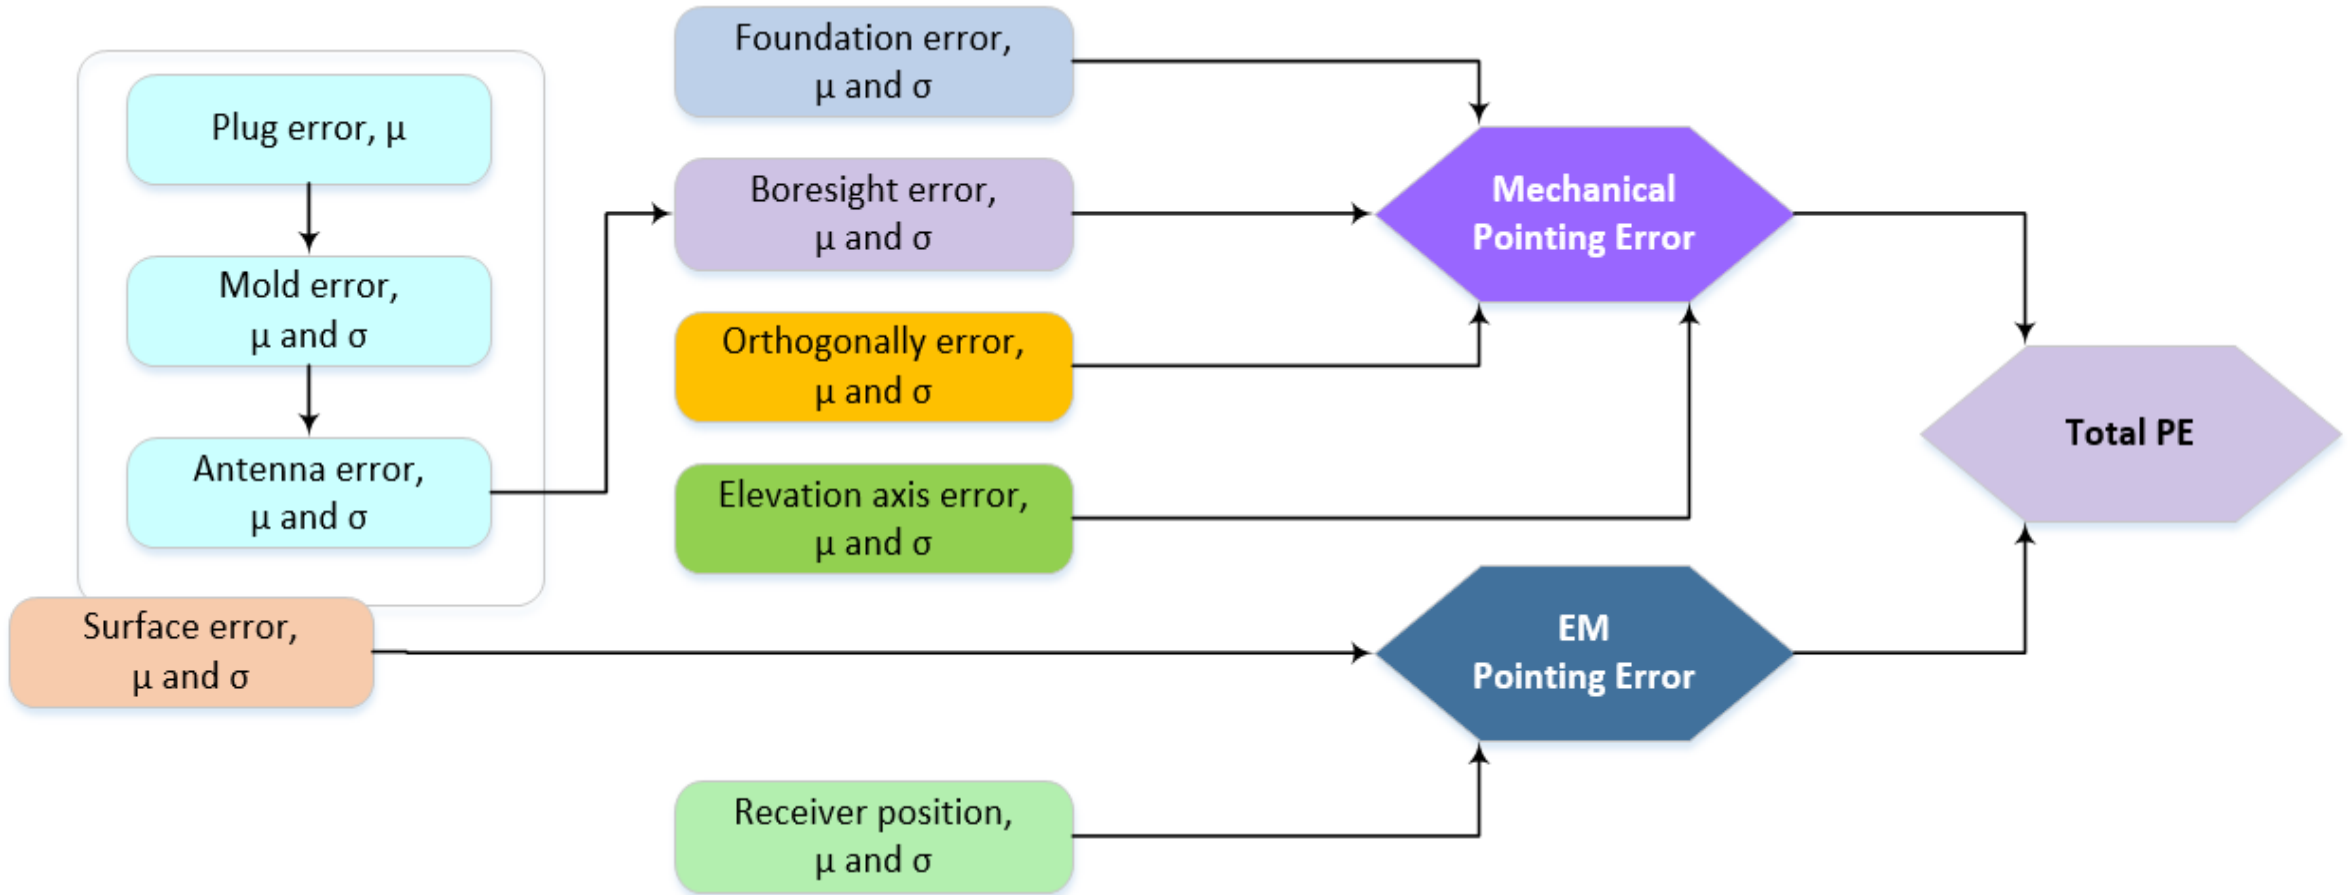 Plug error, μ
Mold error,
μ and σ
Antenna error,
μ and σ
Surface error,
μ and σ
Foundation error,
μ and σ
Boresight error,
μ and σ
Orthogonally error,
μ and σ
Elevation axis error,
μ and σ
Receiver position,
μ and σ
Mechanical
Pointing Error
EM
Pointing Error
Total PE